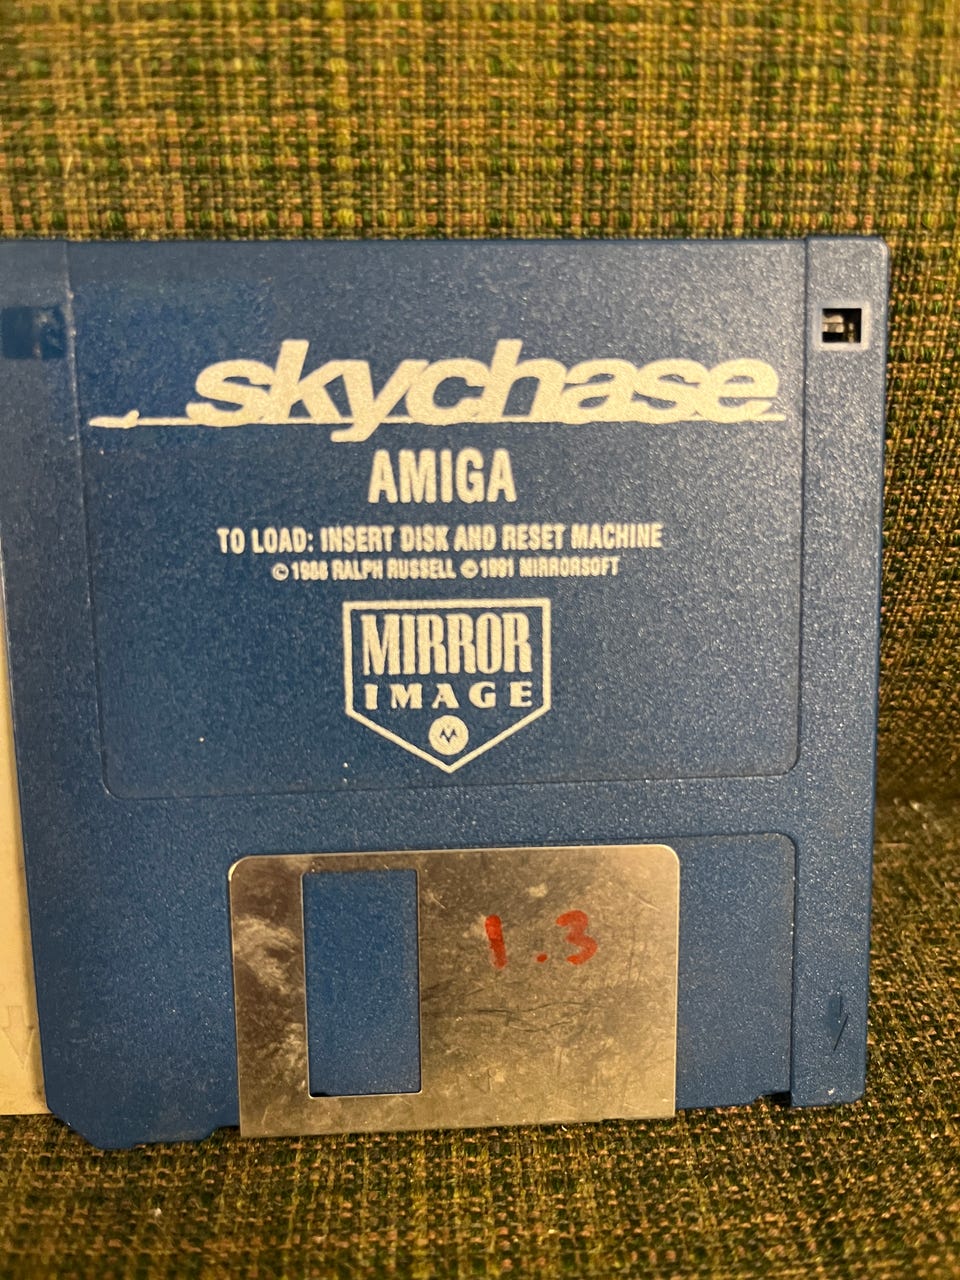 skychase
AMIGA
TO LOAD: INSERT DISK AND RESET MACHINE
© 1988 RALPH RUSSELL © 1991 MIRRORSOFT
MIRROR
IMAGE
1.3